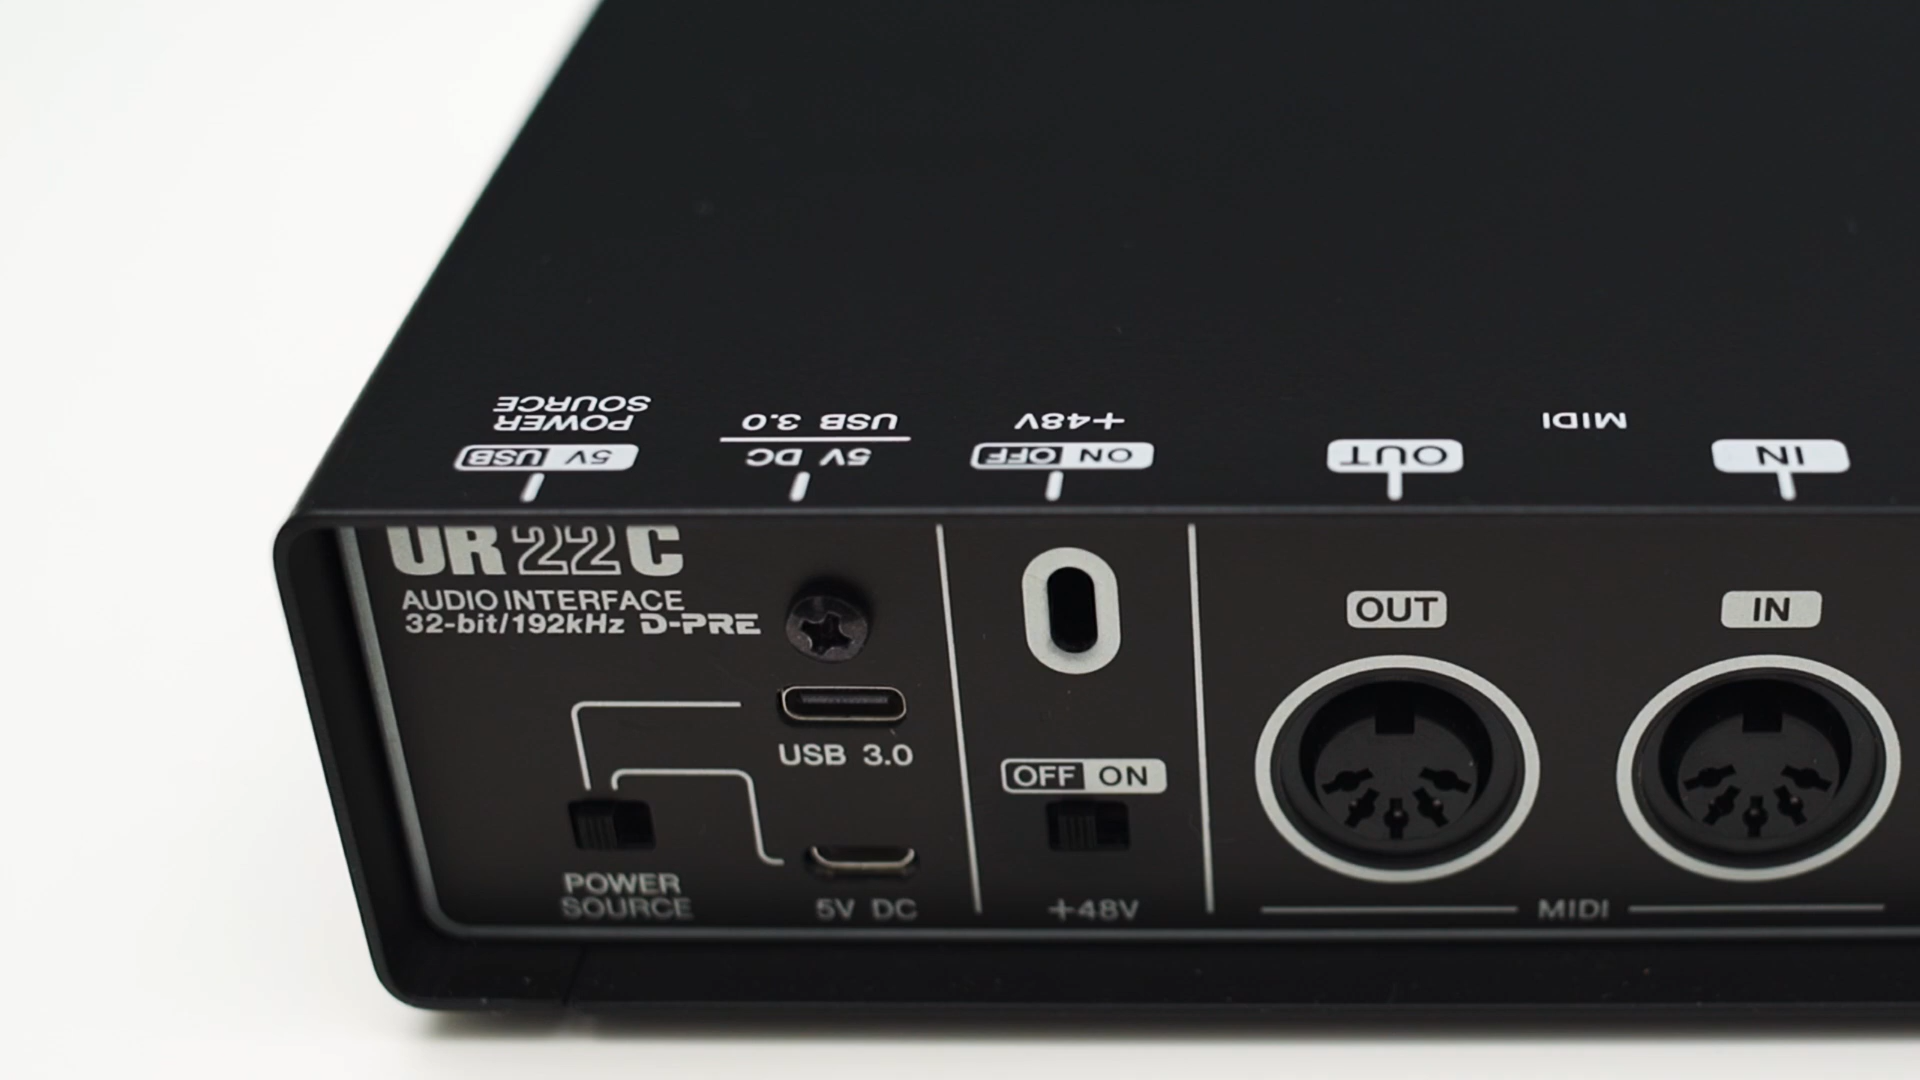 POWER
SOURCE
5V USB
5V DC
USB 3.0
+48V
ON OFF
MIDI
OUT
IN
UR22C
AUDIO INTERFACE
32-bit/192kHz D-PRE
USB 3.0
POWER
SOURCE
5V DC
OFF ON
+48V
OUT
IN
MIDI